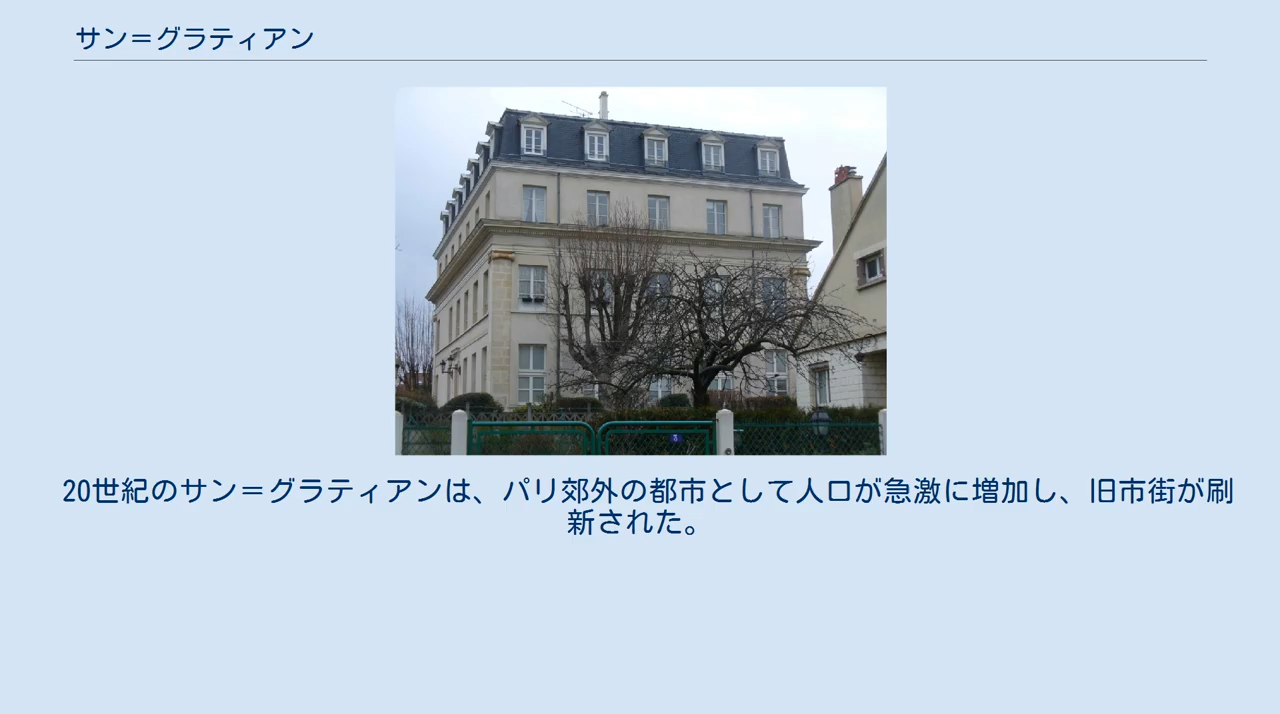 サン＝グラティアン
3
20世紀のサン＝グラティアンは、パリ郊外の都市として人口が急激に増加し、旧市街が刷
新された。